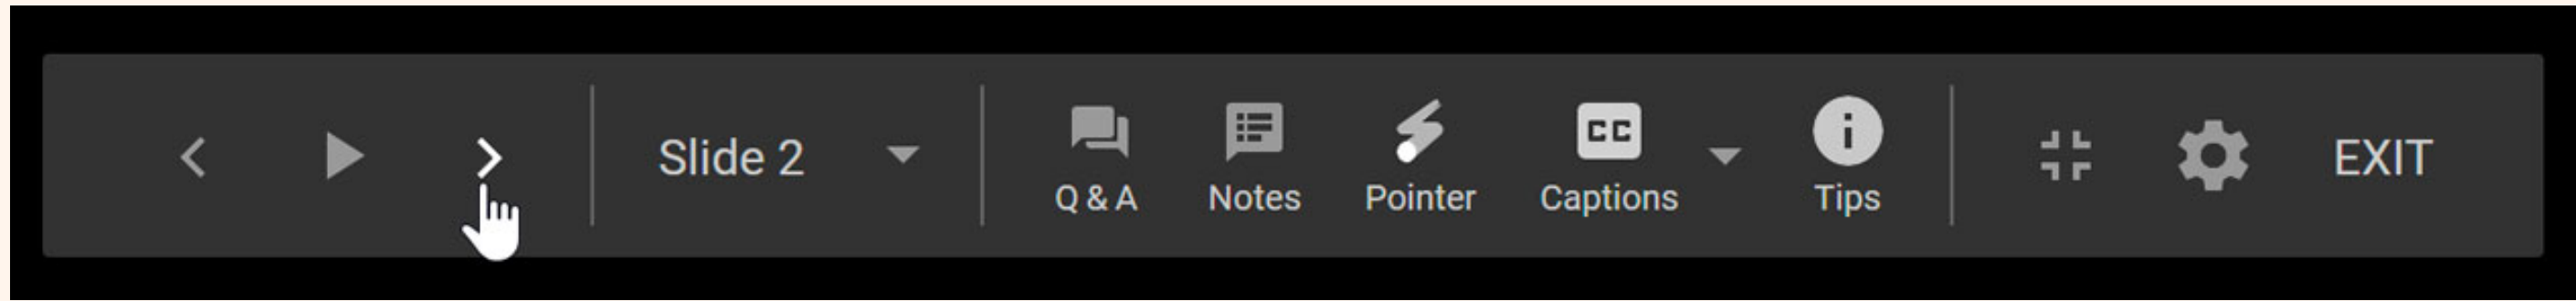 Slide 2
Q & A
Notes
Pointer
CC
Captions
i
Tips
EXIT